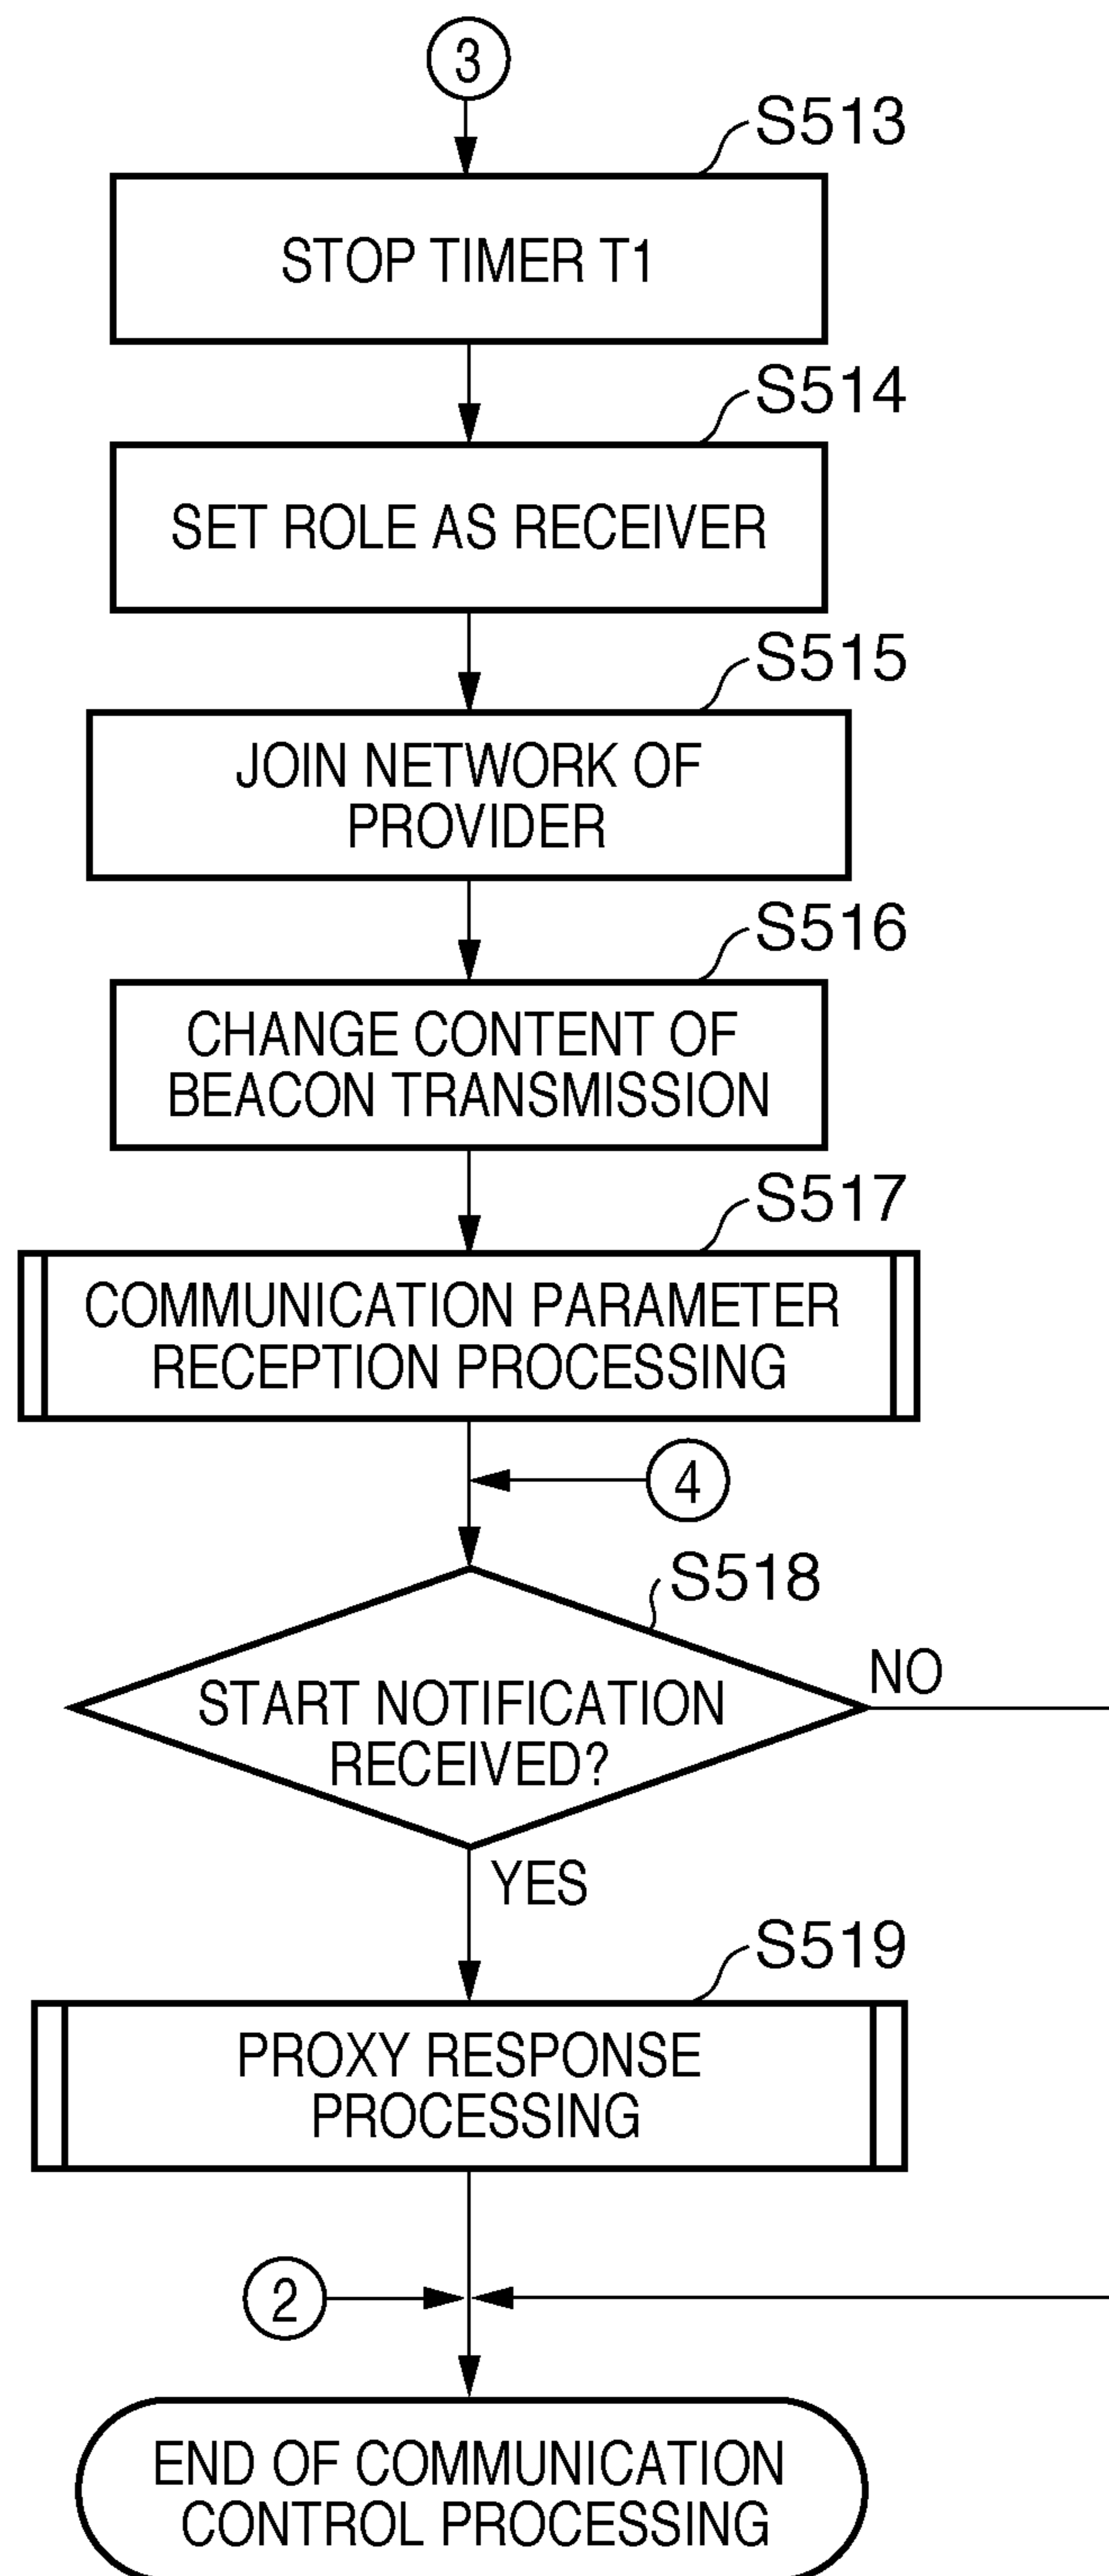 3
S513
STOP TIMER T1
S514
SET ROLE AS RECEIVER
S515
JOIN NETWORK OF
PROVIDER
S516
CHANGE CONTENT OF
BEACON TRANSMISSION
S517
COMMUNICATION PARAMETER
RECEPTION PROCESSING
4
S518
START NOTIFICATION
RECEIVED?
NO
YES
S519
PROXY RESPONSE
PROCESSING
2
END OF COMMUNICATION
CONTROL PROCESSING